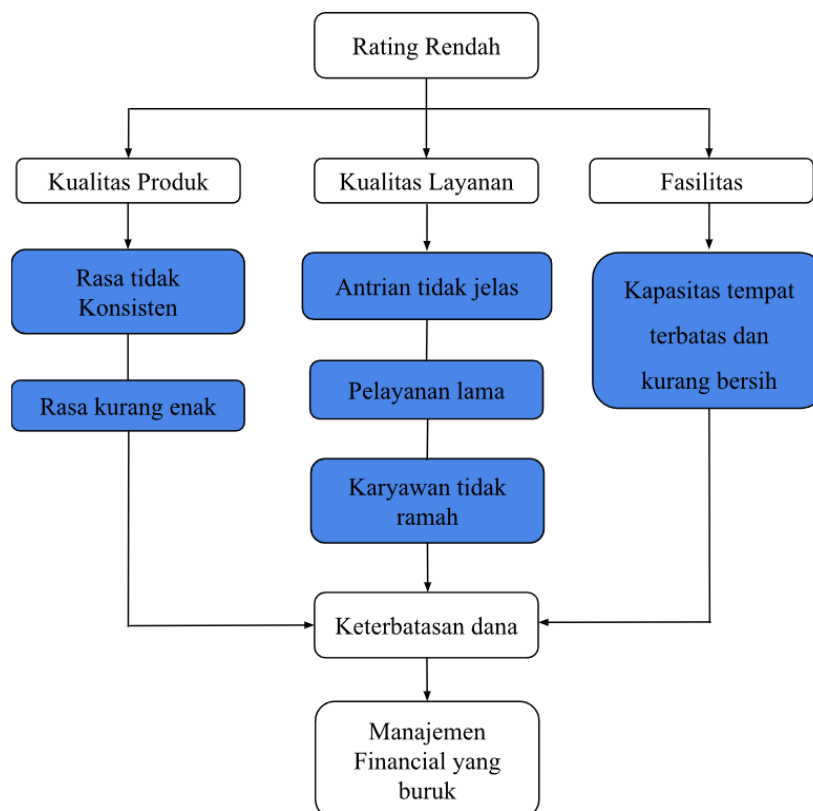 Rating Rendah
Kualitas Produk
Kualitas Layanan
Fasilitas
Rasa tidak
Konsisten
Antrian tidak jelas
Kapasitas tempat
terbatas dan
kurang bersih
Rasa kurang enak
Pelayanan lama
Karyawan tidak
ramah
Keterbatasan dana
Manajemen
Financial yang
buruk